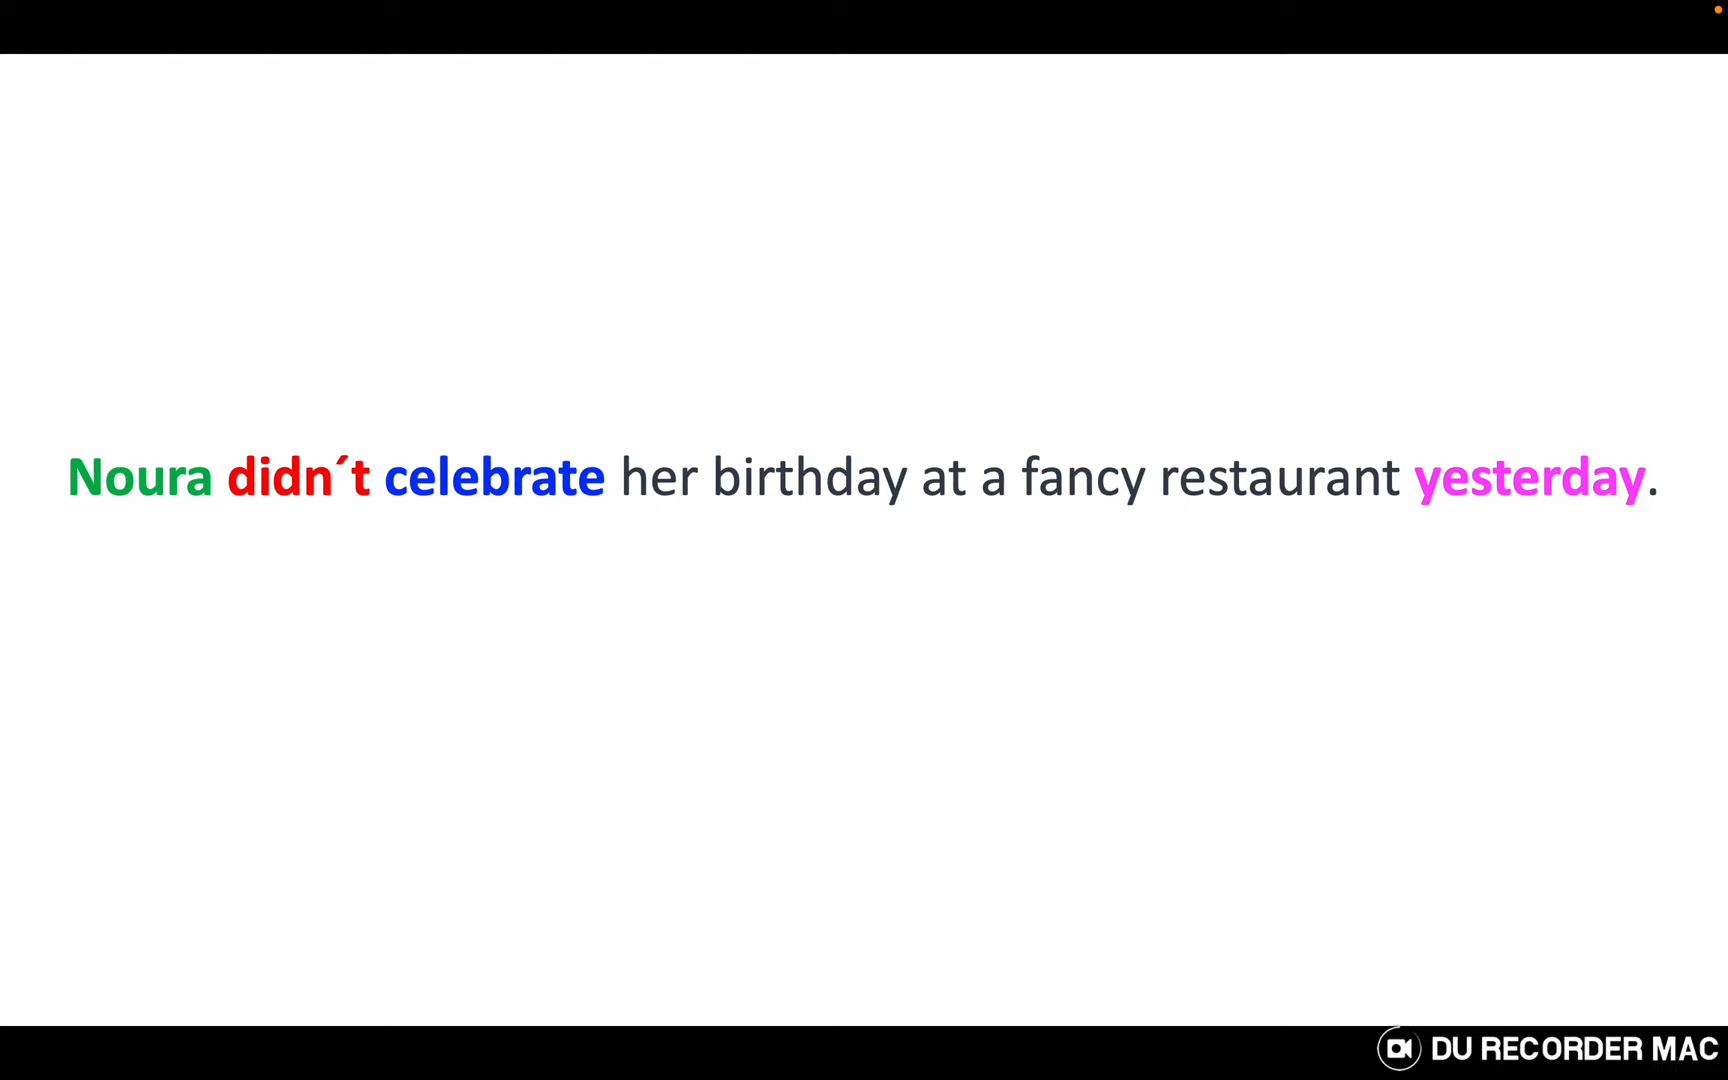 Noura didn´t celebrate her birthday at a fancy restaurant yesterday.
DU RECORDER MAC